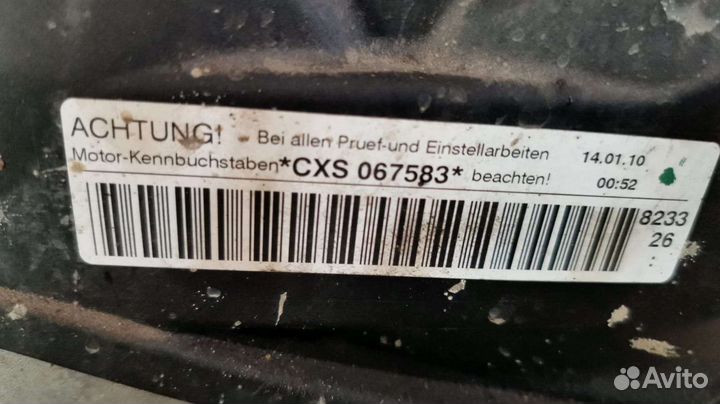 ACHTUNG! - Bei allen Pruef-und Einstellarbeiten 14.01.10
Motor-Kennbuchstaben*CXS 067583* beachten! 00:52
8233
26
Avito